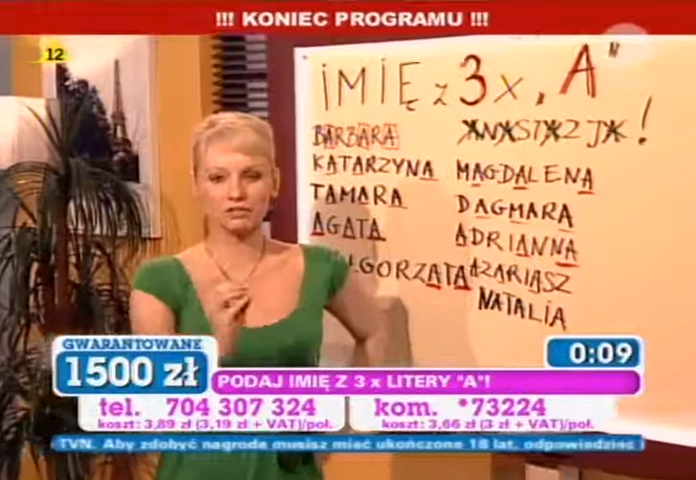 !!! KONIEC PROGRAMU !!!
12
IMIĘ z 3 x „A"
BARBARA
ANASTAZJA !
KATARZYNA
MAGDALENA
TAMARA
DAGMARA
AGATA
ADRIANNA
AZARIASZ
NATALIA
GWARANTOWANE
1500 zł
0:09
PODAJ IMIĘ Z 3 x LITERY "A"!
tel. 704 307 324
kom. *73224
koszt: 3,89 zł (3,19 zł + VAT)/poł.
koszt: 3,66 zł (3 zł + VAT)/poł.
TVN. Aby zdobyć nagrodę musisz mieć ukończone 18 lat, odpowiedzieć